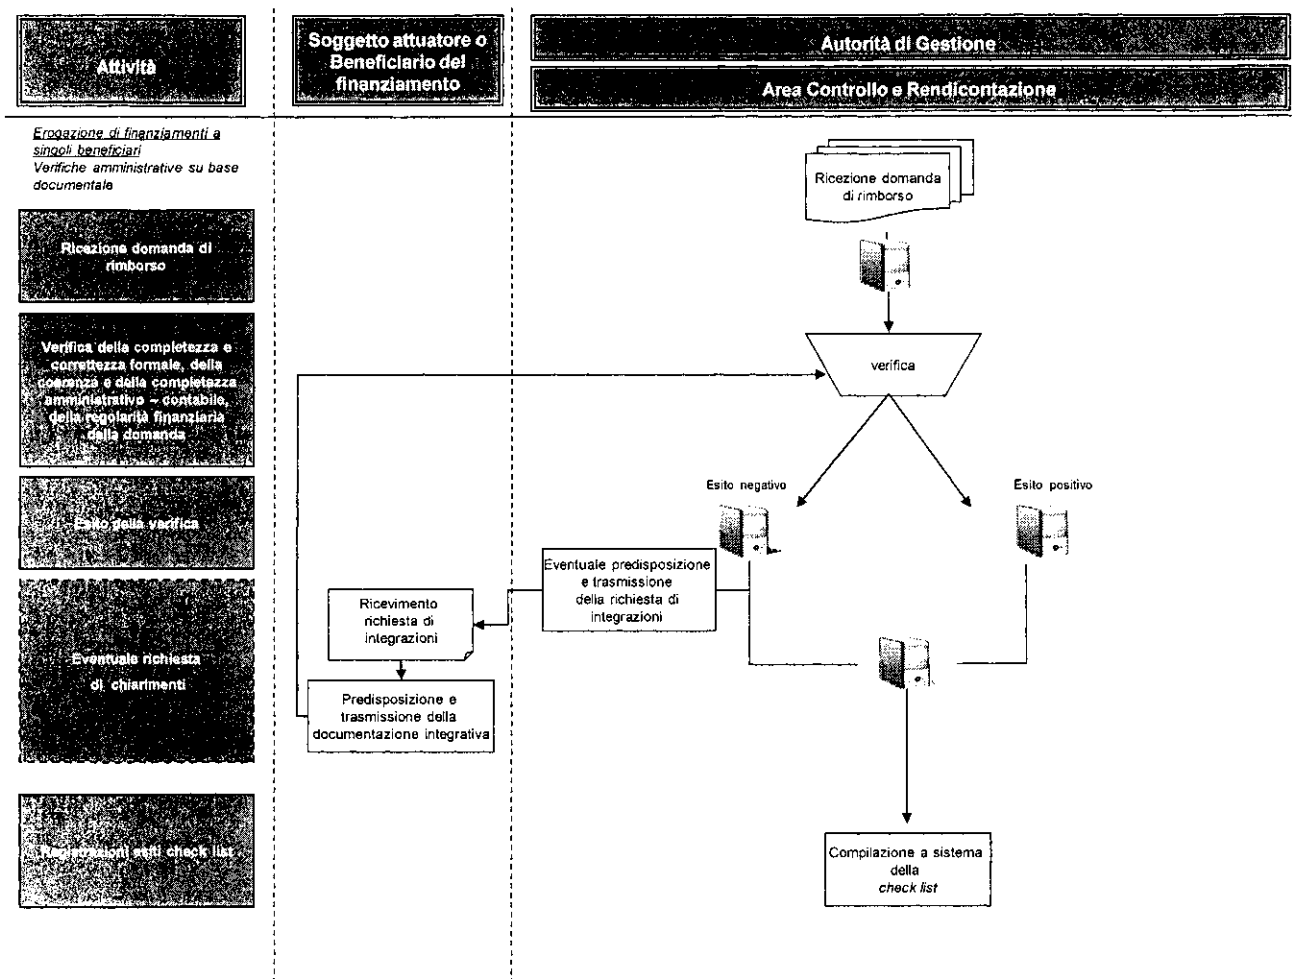 Attività
Soggetto attuatore o
Beneficiario del
finanziamento
Autorità di Gestione
Area Controllo e Rendicontazione
Erogazione di finanziamenti a
singoli beneficiari
Verifiche amministrative su base
documentale
Ricezione domanda di
rimborso
Verifica della completezza e
correttezza formale, della
coerenza e della completezza
amministrativo – contabile,
della regolarità finanziaria
della domanda
Esito della verifica
Eventuale richiesta
di chiarimenti
Registrazioni esiti check list
Ricezione domanda
di rimborso
verifica
Esito negativo
Esito positivo
Eventuale predisposizione
e trasmissione
della richiesta di
integrazioni
Ricevimento
richiesta di
integrazioni
Predisposizione e
trasmissione della
documentazione integrativa
Compilazione a sistema
della
check list